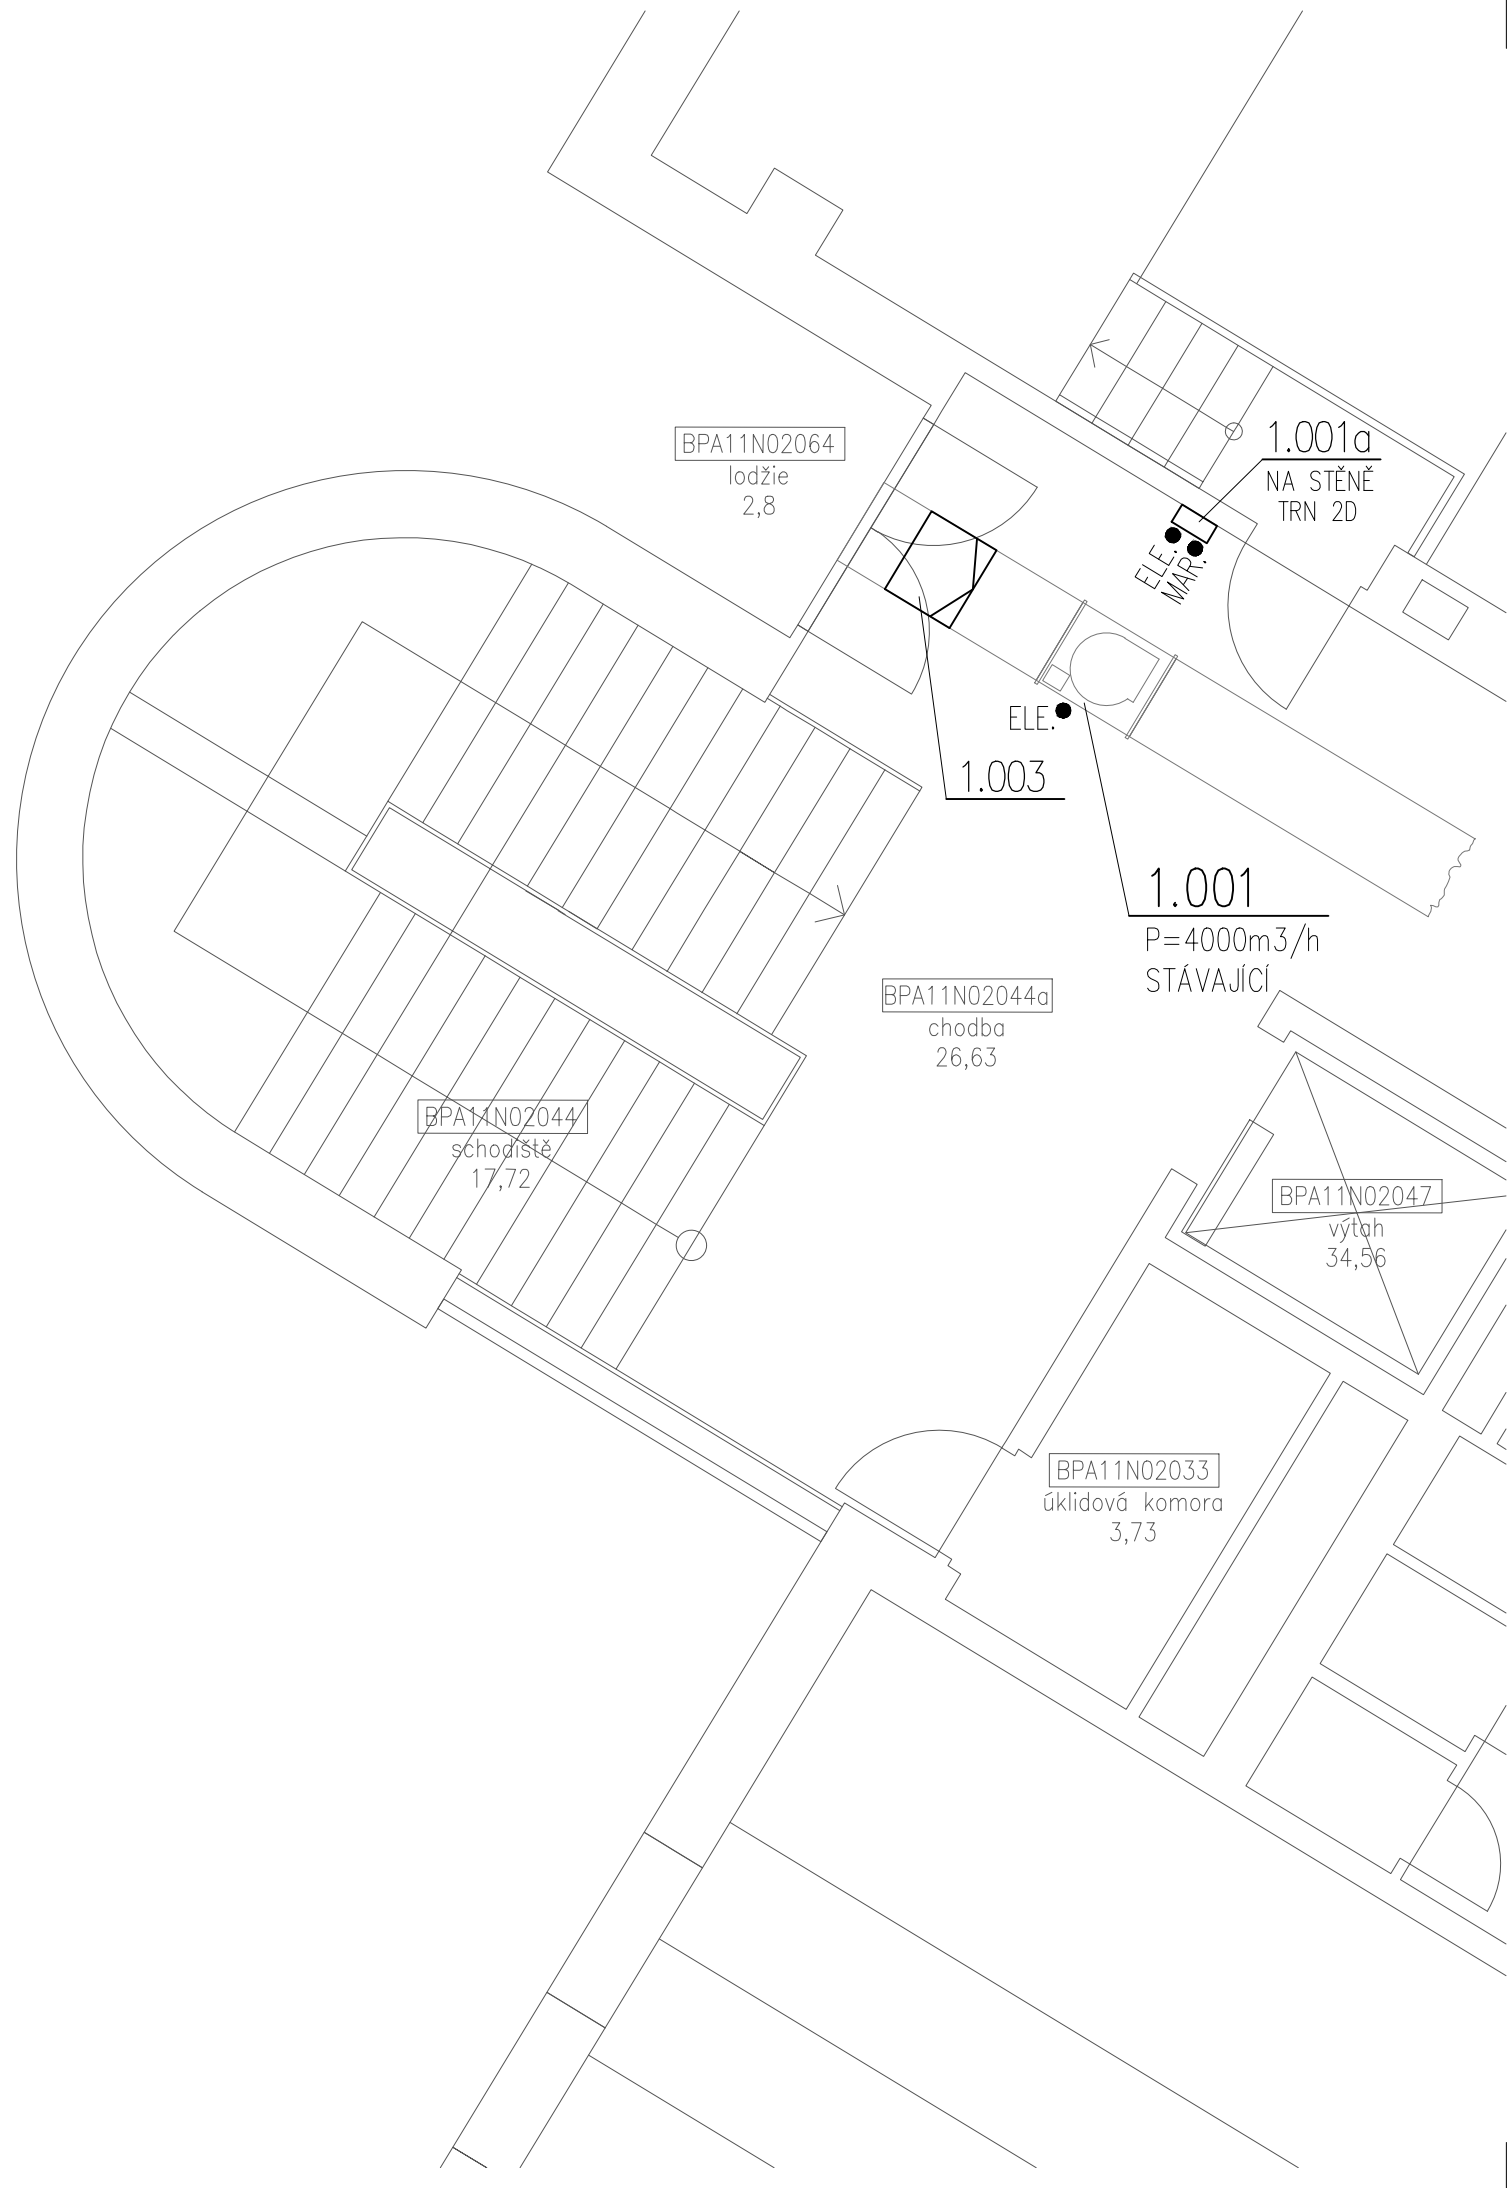 BPA11N02064
lodžie
2,8
1.001a
NA STĚNĚ
TRN 2D
ELE.
MAR.
ELE.
1.003
1.001
P=4000m3/h
STÁVAJÍCÍ
BPA11N02044a
chodba
26,63
BPA11N02044
schodiště
17,72
BPA11N02047
výtah
34,56
BPA11N02033
úklidová komora
3,73